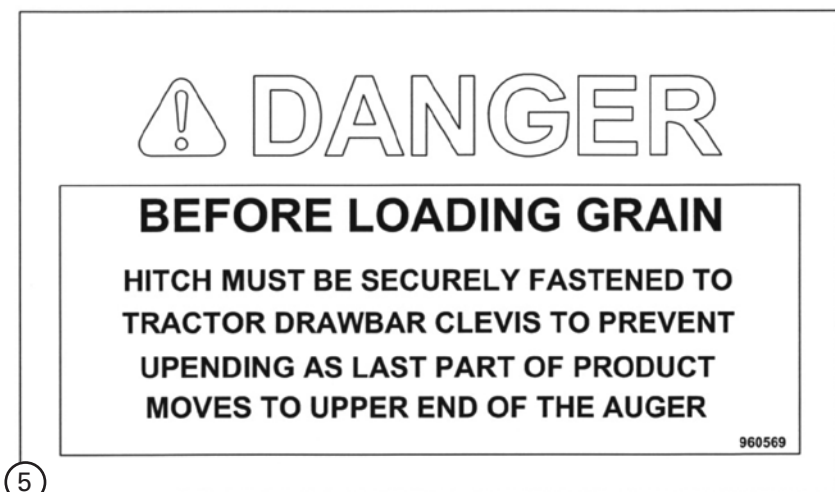 DANGER
BEFORE LOADING GRAIN
HITCH MUST BE SECURELY FASTENED TO
TRACTOR DRAWBAR CLEVIS TO PREVENT
UPENDING AS LAST PART OF PRODUCT
MOVES TO UPPER END OF THE AUGER
960569
5